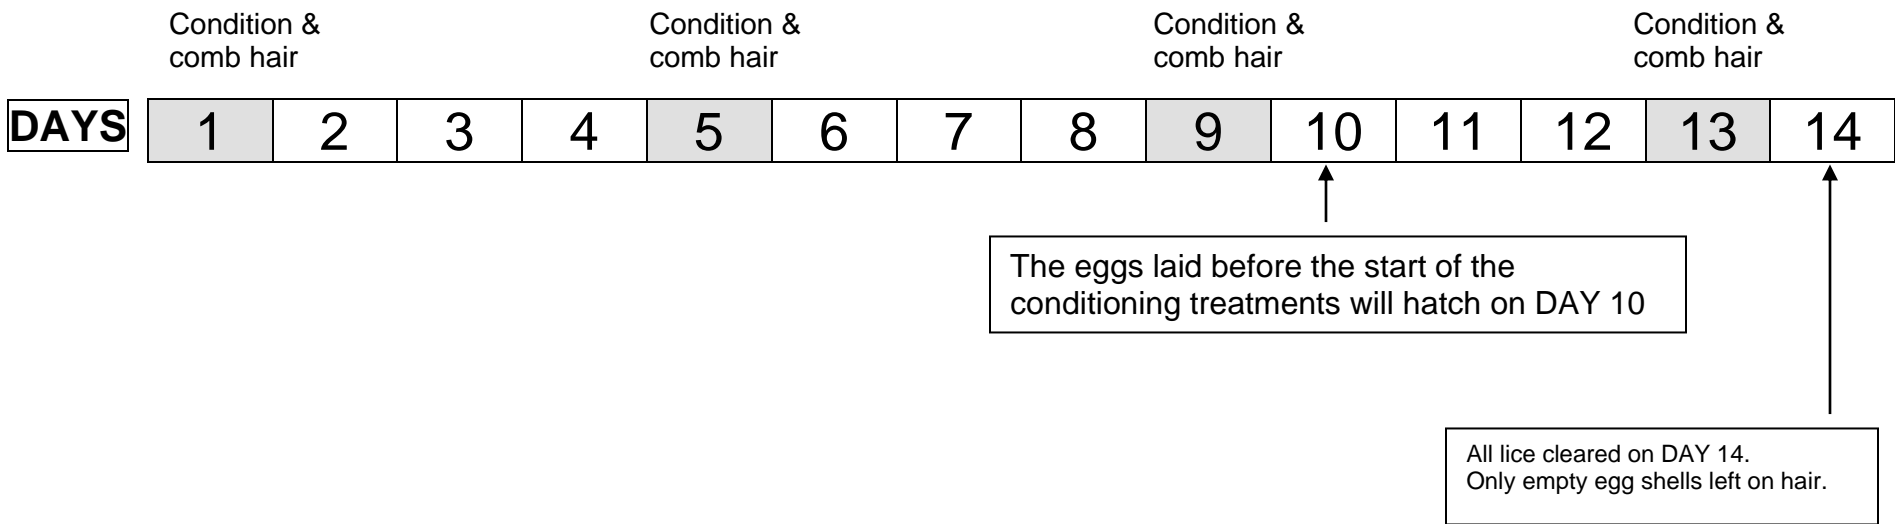 Condition &
comb hair
Condition &
comb hair
Condition &
comb hair
Condition &
comb hair
DAYS 1 2 3 4 5 6 7 8 9 10 11 12 13 14
The eggs laid before the start of the
conditioning treatments will hatch on DAY 10
All lice cleared on DAY 14.
Only empty egg shells left on hair.